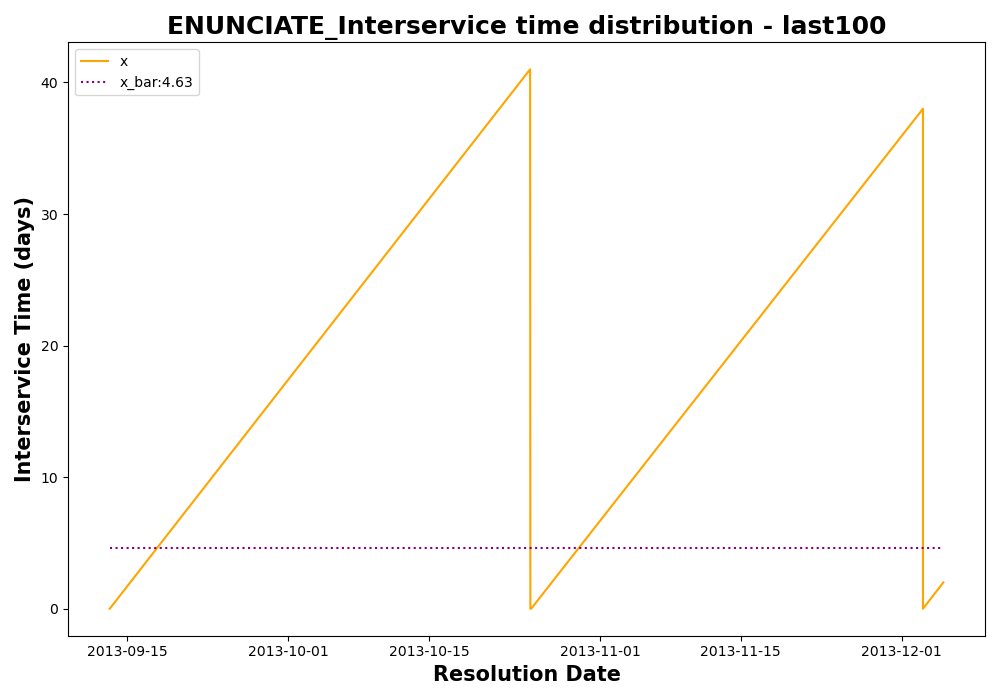 ENUNCIATE_Interservice time distribution - last100
x
x_bar:4.63
Interservice Time (days)
40
30
20
10
0
2013-09-15
2013-10-01
2013-10-15
2013-11-01
2013-11-15
2013-12-01
Resolution Date